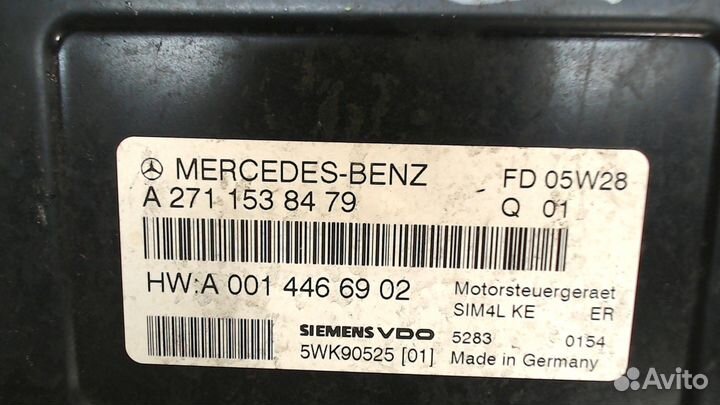 MERCEDES-BENZ FD 05W28
A 271 153 84 79 Q 01
HW:A 001 446 69 02 Motorsteuergeraet
SIM4L KE ER
SIEMENS VDO 5283 0154
5WK90525 [01] Made in Germany
Avito